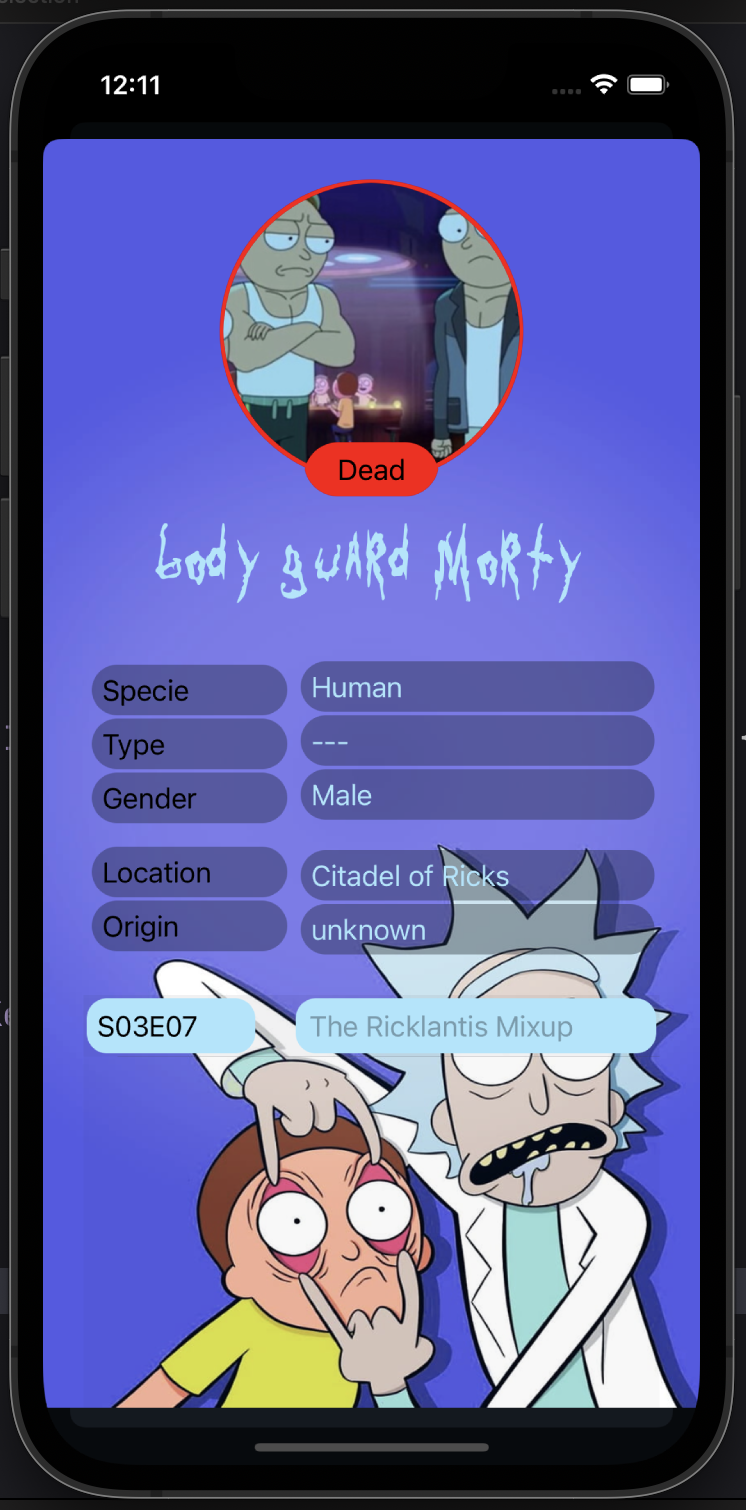 12:11
Dead
body guard Morty
Specie
Human
Type
---
Gender
Male
Location
Citadel of Ricks
Origin
unknown
S03E07
The Ricklantis Mixup